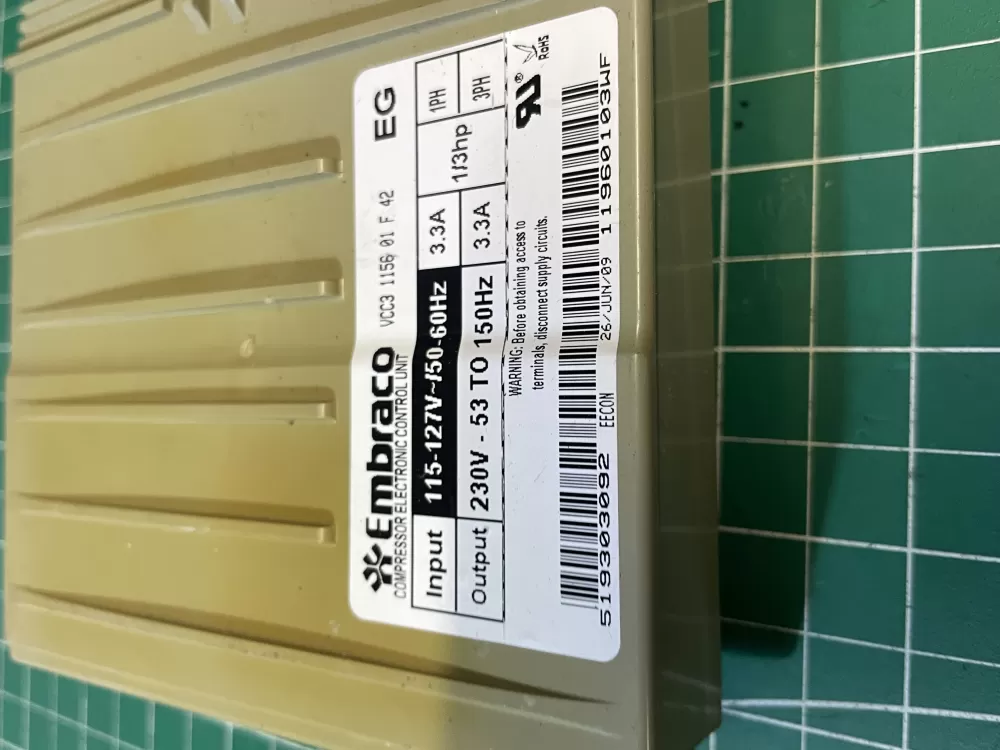 Embraco VCC3 1156 01 F 42 EG
COMPRESSOR ELECTRONIC CONTROL UNIT
Input 115-127V~/50-60Hz 3.3A 1/3hp 1PH
Output 230V - 53 TO 150Hz 3.3A 3PH
WARNING: Before obtaining access to
terminals, disconnect supply circuits.
RU® RoHS
519303092 EECON 26/JUN/09 11960103WF